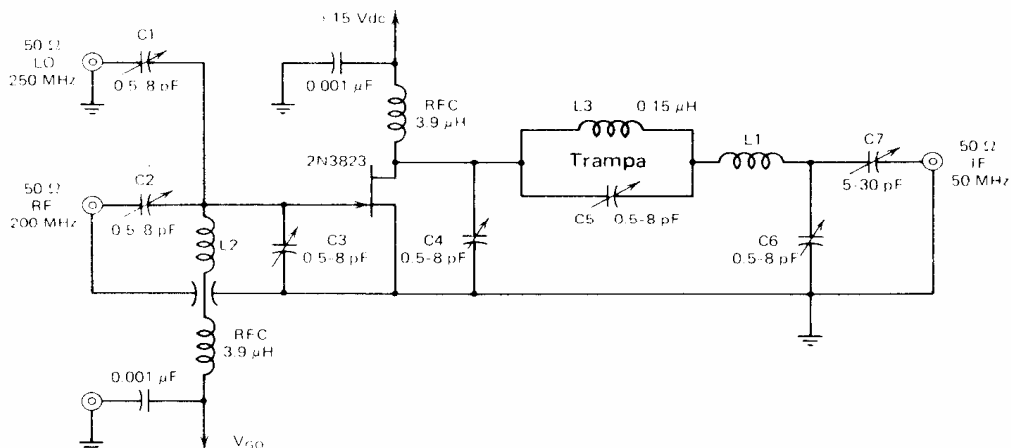 +15 Vdc
C1
50 Ω
LO
250 MHz
0.5-8 pF
0.001 μF
RFC
3.9 μH
L3 0.15 μH
L1
C7
50 Ω
IF
50 MHz
5-30 pF
2N3823
Trampa
C5 0.5-8 pF
C2
50 Ω
RF
200 MHz
0.5-8 pF
L2
C3
0.5-8 pF
C4
0.5-8 pF
C6
0.5-8 pF
RFC
3.9 μH
0.001 μF
VGO